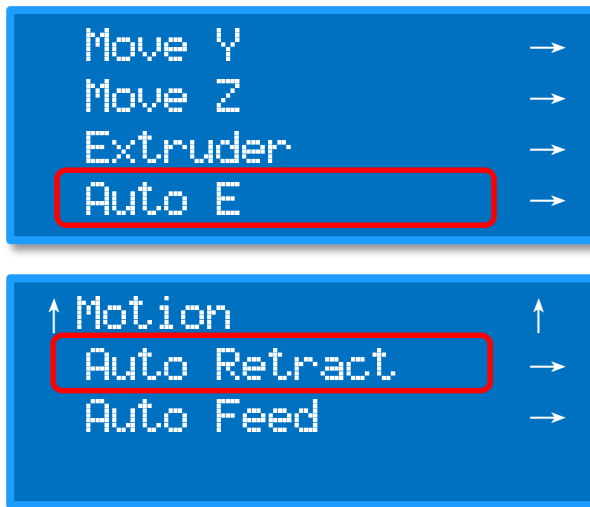 Move Y →
Move Z →
Extruder →
Auto E →
↑ Motion ↑
Auto Retract →
Auto Feed →